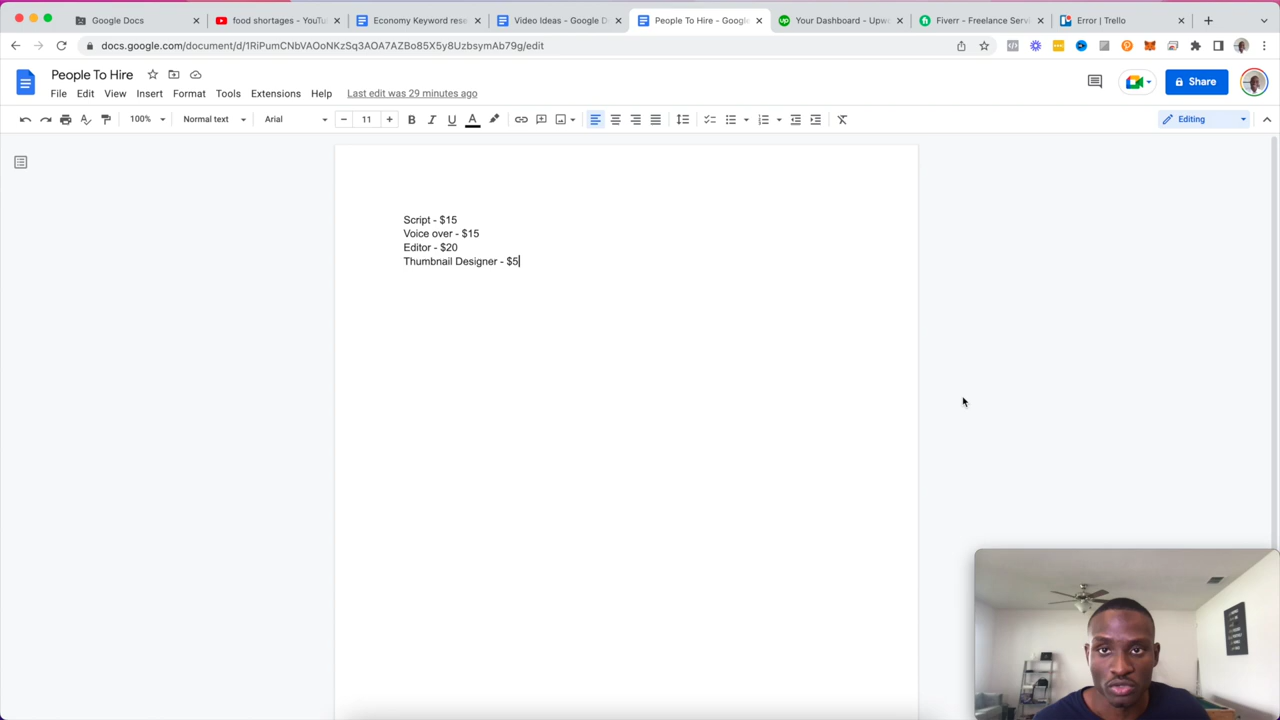 Google Docs
food shortages - YouTu
Economy Keyword rese
Video Ideas - Google D
People To Hire - Google
Your Dashboard - Upw
Fiverr - Freelance Servi
Error | Trello
docs.google.com/document/d/1RiPumCNbVAOoNKzSq3AOA7AZBo85X5y8UzbsymAb79g/edit
People To Hire
File Edit View Insert Format Tools Extensions Help Last edit was 29 minutes ago
Share
100% Normal text Arial 11 B I U A Editing
Script - $15
Voice over - $15
Editor - $20
Thumbnail Designer - $5